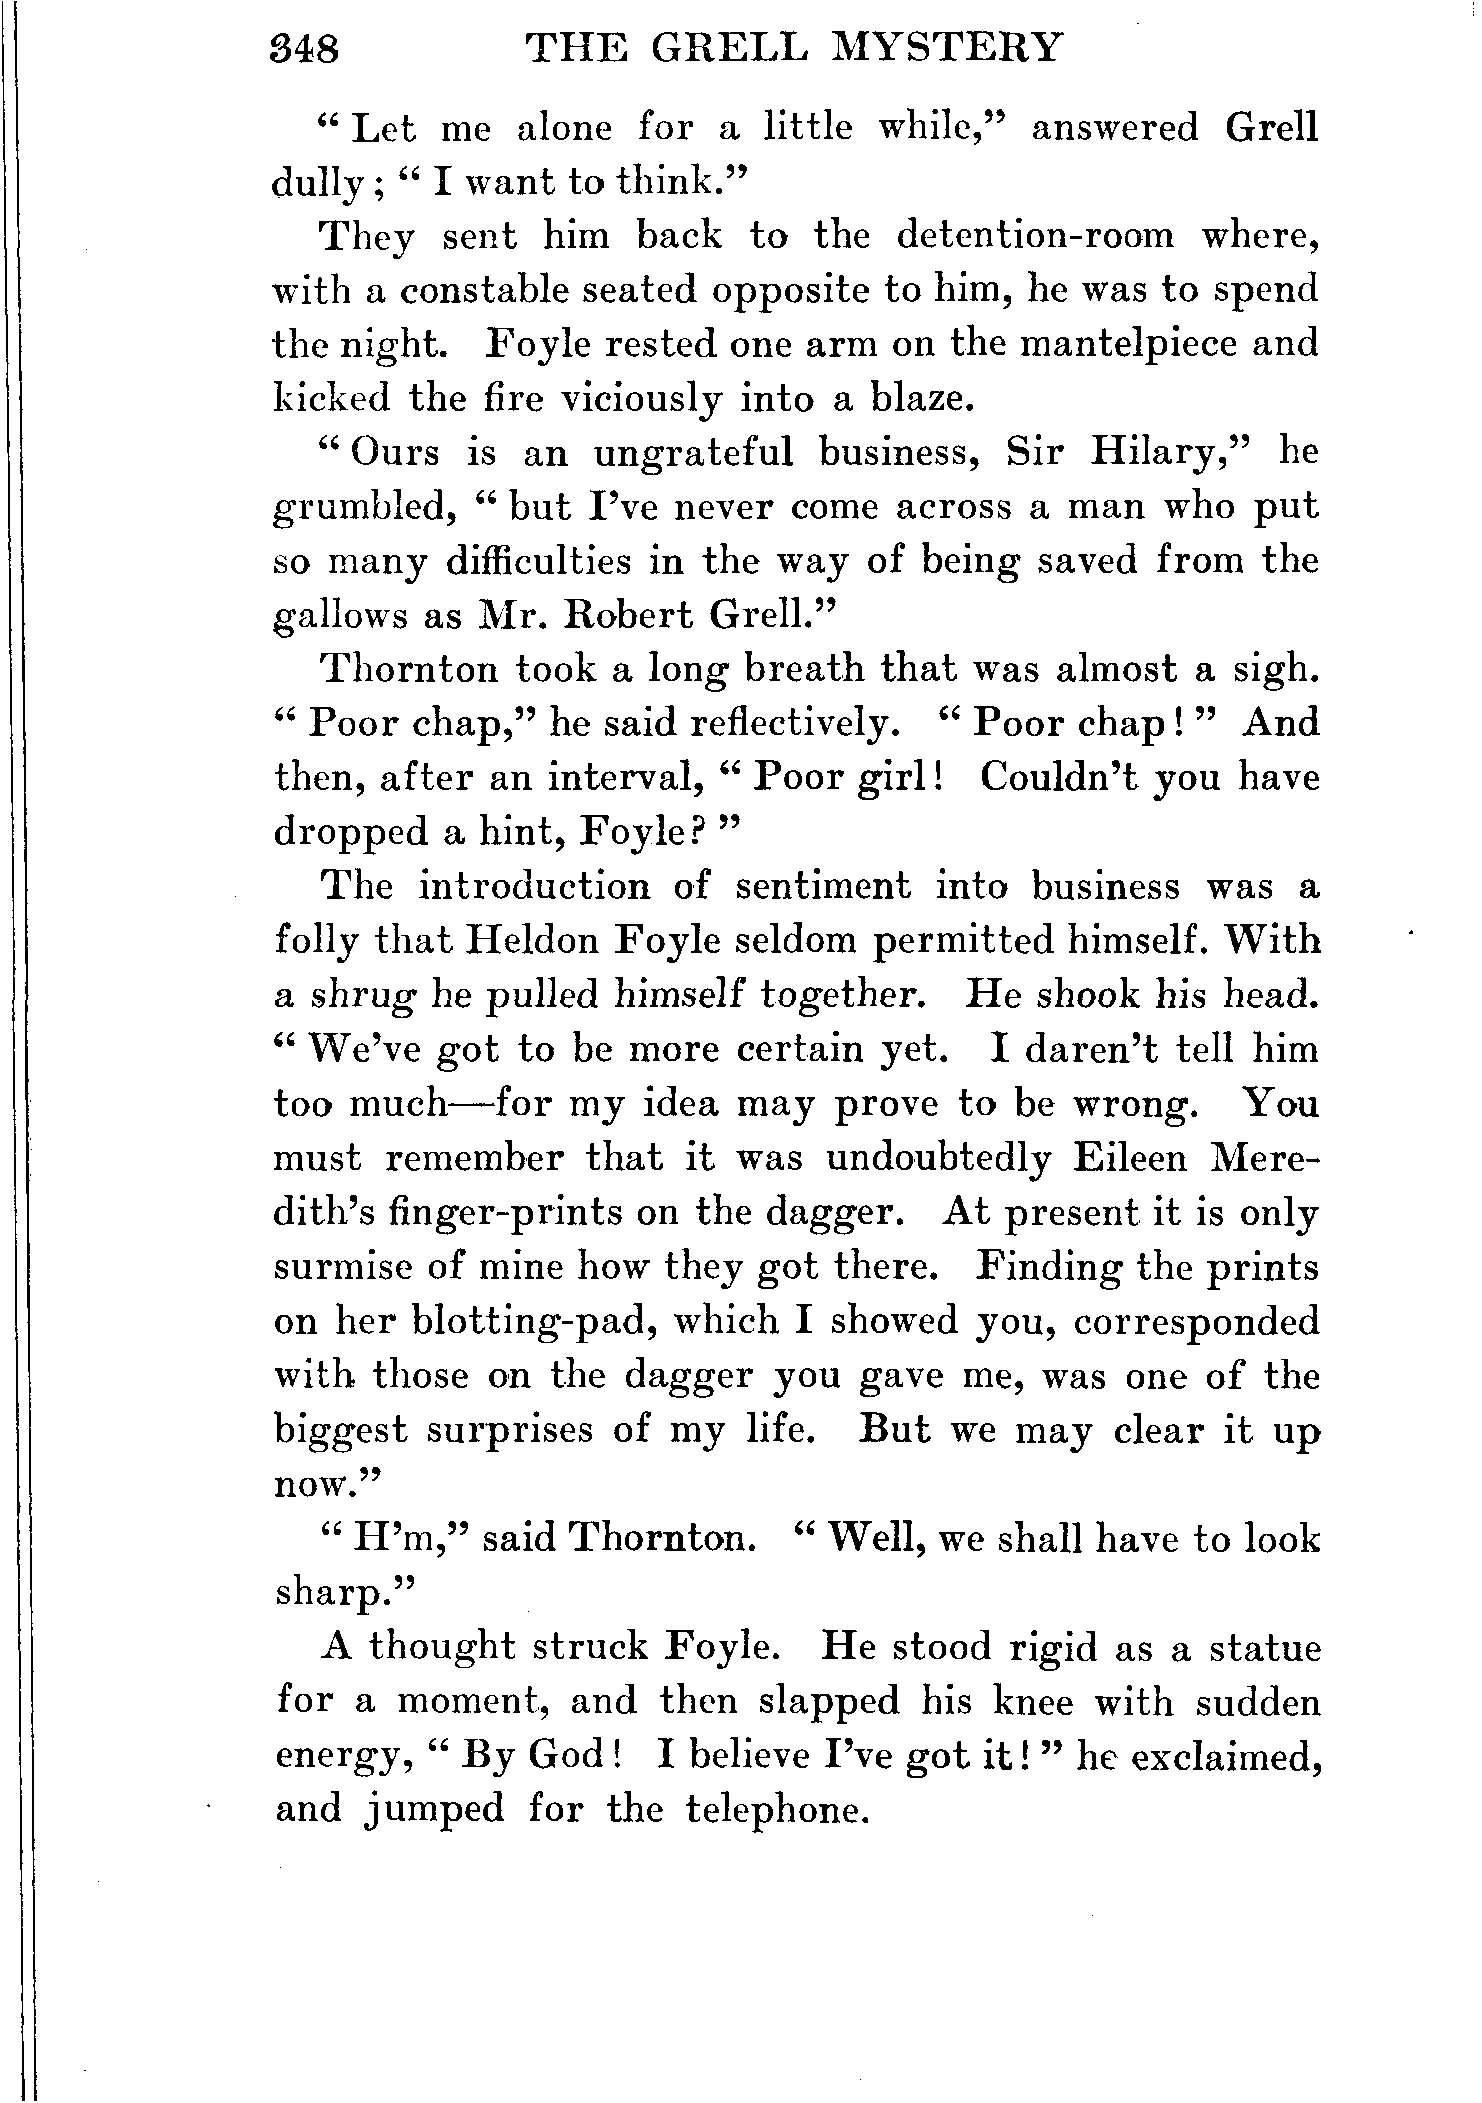 348 THE GRELL MYSTERY
“ Let me alone for a little while,” answered Grell
dully ; “ I want to think.”
They sent him back to the detention-room where,
with a constable seated opposite to him, he was to spend
the night. Foyle rested one arm on the mantelpiece and
kicked the fire viciously into a blaze.
“ Ours is an ungrateful business, Sir Hilary,” he
grumbled, “ but I’ve never come across a man who put
so many difficulties in the way of being saved from the
gallows as Mr. Robert Grell.”
Thornton took a long breath that was almost a sigh.
“ Poor chap,” he said reflectively. “ Poor chap ! ” And
then, after an interval, “ Poor girl ! Couldn’t you have
dropped a hint, Foyle? ”
The introduction of sentiment into business was a
folly that Heldon Foyle seldom permitted himself. With
a shrug he pulled himself together. He shook his head.
“ We’ve got to be more certain yet. I daren’t tell him
too much—for my idea may prove to be wrong. You
must remember that it was undoubtedly Eileen Mere-
dith’s finger-prints on the dagger. At present it is only
surmise of mine how they got there. Finding the prints
on her blotting-pad, which I showed you, corresponded
with those on the dagger you gave me, was one of the
biggest surprises of my life. But we may clear it up
now.”
“ H’m,” said Thornton. “ Well, we shall have to look
sharp.”
A thought struck Foyle. He stood rigid as a statue
for a moment, and then slapped his knee with sudden
energy, “ By God ! I believe I’ve got it ! ” he exclaimed,
and jumped for the telephone.